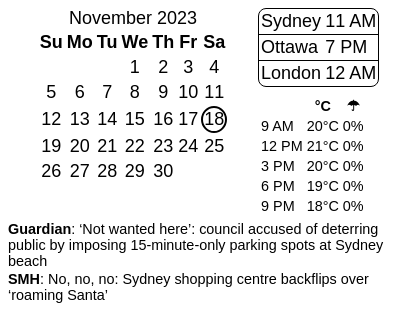 November 2023
Su Mo Tu We Th Fr Sa
1 2 3 4
5 6 7 8 9 10 11
12 13 14 15 16 17 18
19 20 21 22 23 24 25
26 27 28 29 30
Sydney 11 AM
Ottawa 7 PM
London 12 AM
°C ☂
9 AM 20°C 0%
12 PM 21°C 0%
3 PM 20°C 0%
6 PM 19°C 0%
9 PM 18°C 0%
Guardian: ‘Not wanted here’: council accused of deterring
public by imposing 15-minute-only parking spots at Sydney
beach
SMH: No, no, no: Sydney shopping centre backflips over
‘roaming Santa’